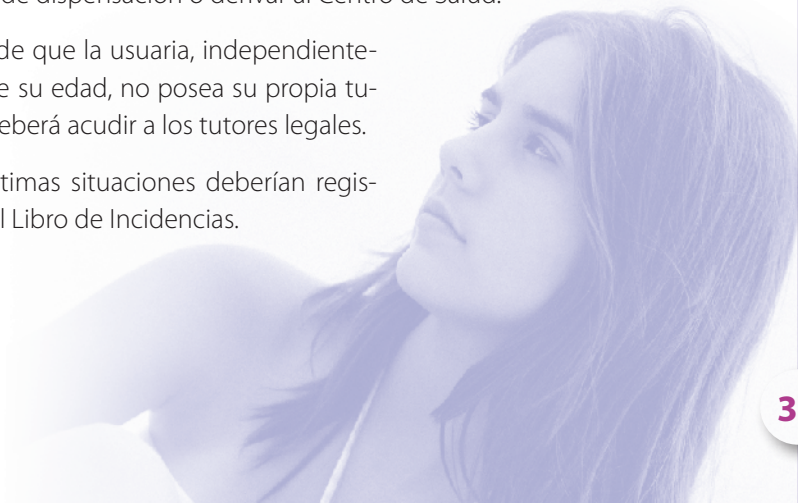 de dispensación o derivar al Centro de Salud.
de que la usuaria, independiente-
e su edad, no posea su propia tu-
eberá acudir a los tutores legales.
timas situaciones deberían regis-
l Libro de Incidencias.
3